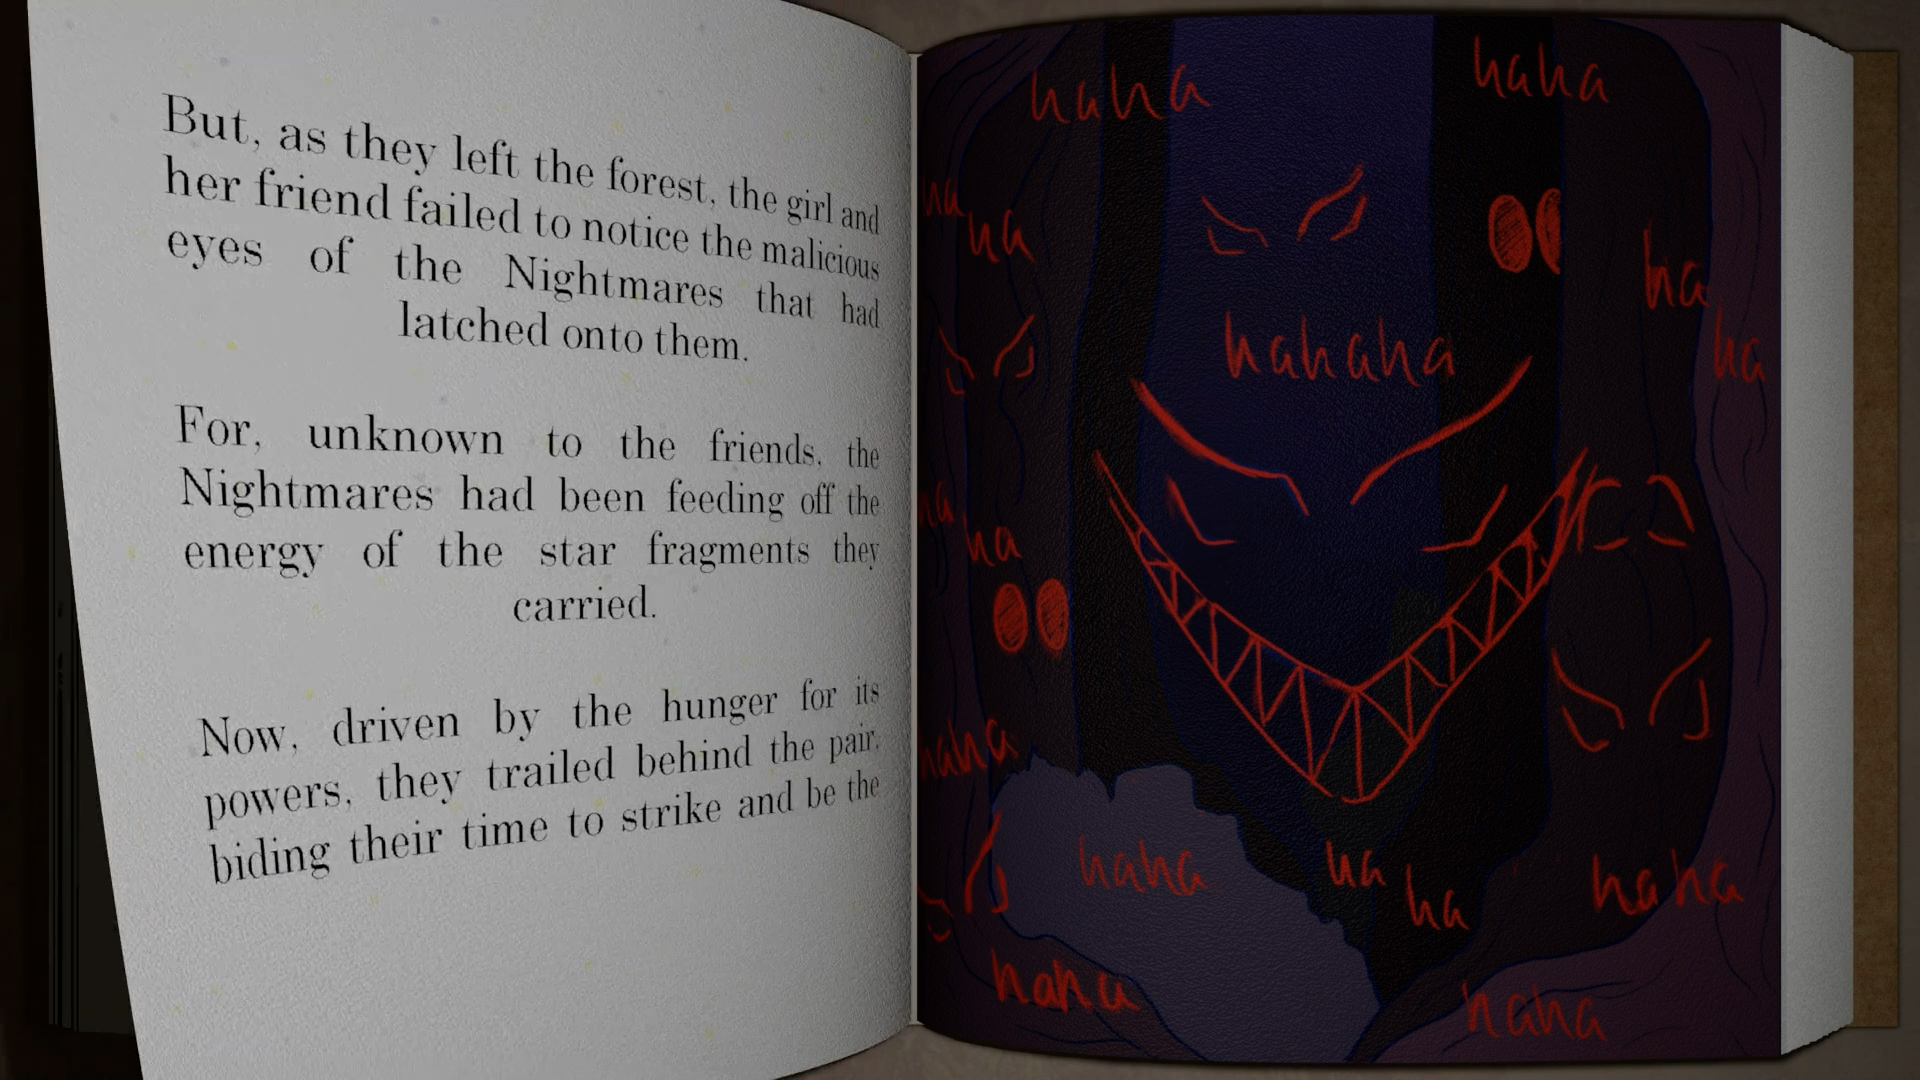 But, as they left the forest, the girl and
her friend failed to notice the malicious
eyes of the Nightmares that had
latched onto them.
For, unknown to the friends, the
Nightmares had been feeding off the
energy of the star fragments they
carried.
Now, driven by the hunger for its
powers, they trailed behind the pair,
biding their time to strike and be the
haha
haha
ha
ha
ha
ha
hahaha
ha
ha
haha
haha
ha
ha
haha
haha
haha